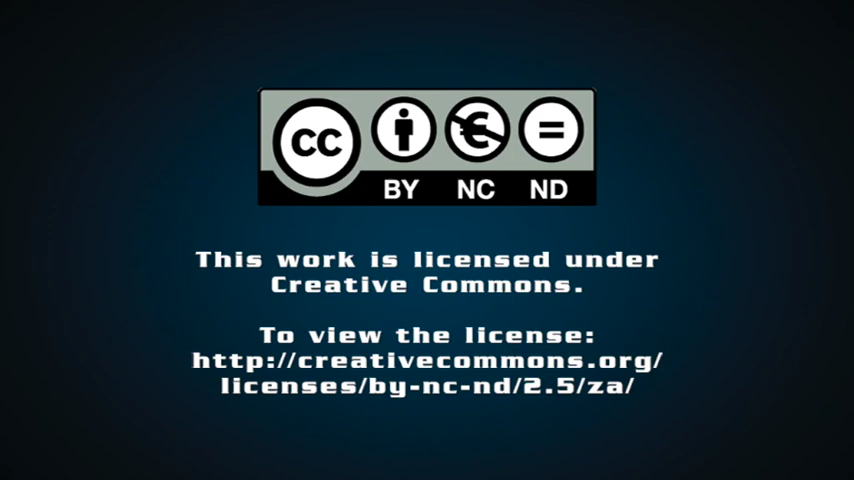 CC
BY NC ND
This work is licensed under
Creative Commons.
To view the license:
http://creativecommons.org/
licenses/by-nc-nd/2.5/za/